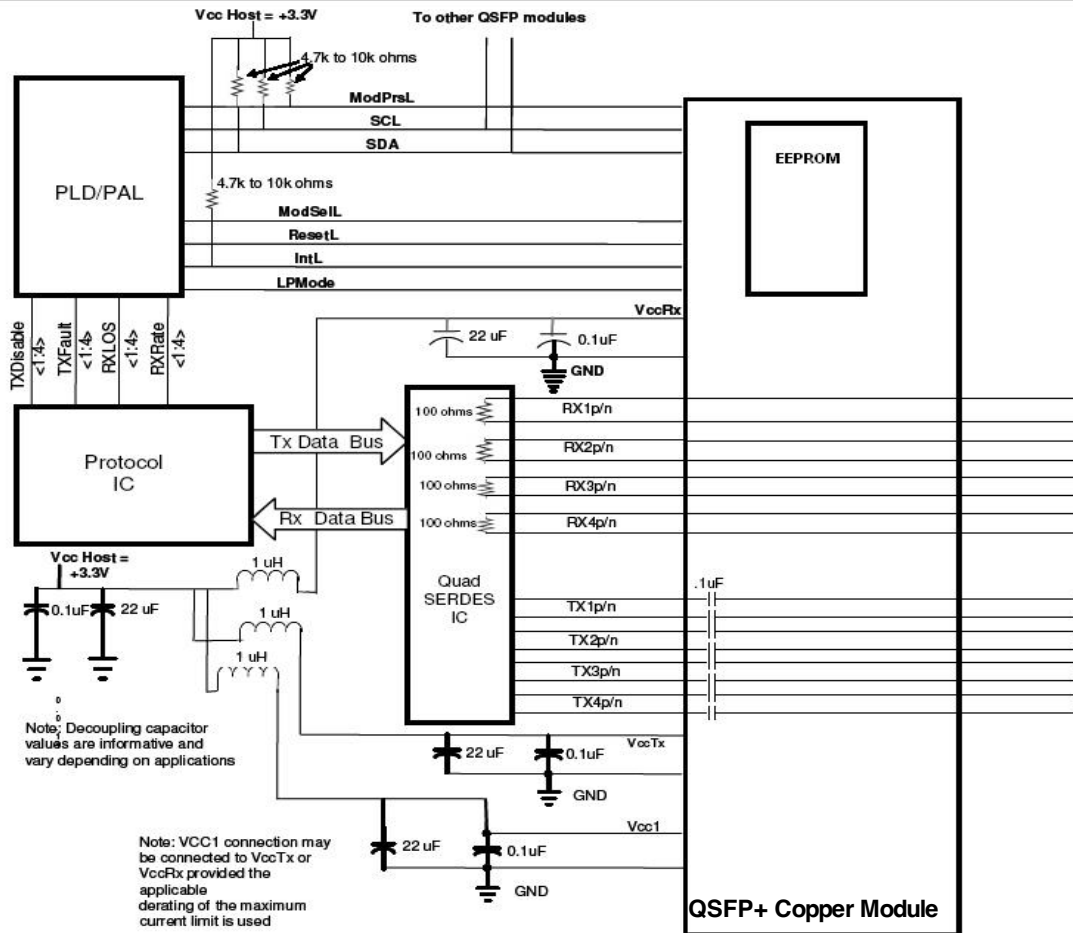 Vcc Host = +3.3V
To other QSFP modules
4.7k to 10k ohms
ModPrsL
SCL
SDA
PLD/PAL
EEPROM
4.7k to 10k ohms
ModSelL
ResetL
IntL
LPMode
VccRx
TXDisable
<1:4>
TXFault
<1:4>
RXLOS
<1:4>
RXRate
<1:4>
22 uF
0.1uF
GND
100 ohms
RX1p/n
Tx Data Bus
100 ohms
RX2p/n
Protocol
IC
100 ohms
RX3p/n
Rx Data Bus
100 ohms
RX4p/n
Vcc Host =
+3.3V
1 uH
Quad
SERDES
IC
.1uF
0.1uF
22 uF
1 uH
TX1p/n
TX2p/n
1 uH
TX3p/n
TX4p/n
Note: Decoupling capacitor
values are informative and
vary depending on applications
22 uF
0.1uF
VccTx
GND
Vcc1
Note: VCC1 connection may
be connected to VccTx or
VccRx provided the
applicable
derating of the maximum
current limit is used
22 uF
0.1uF
GND
QSFP+ Copper Module